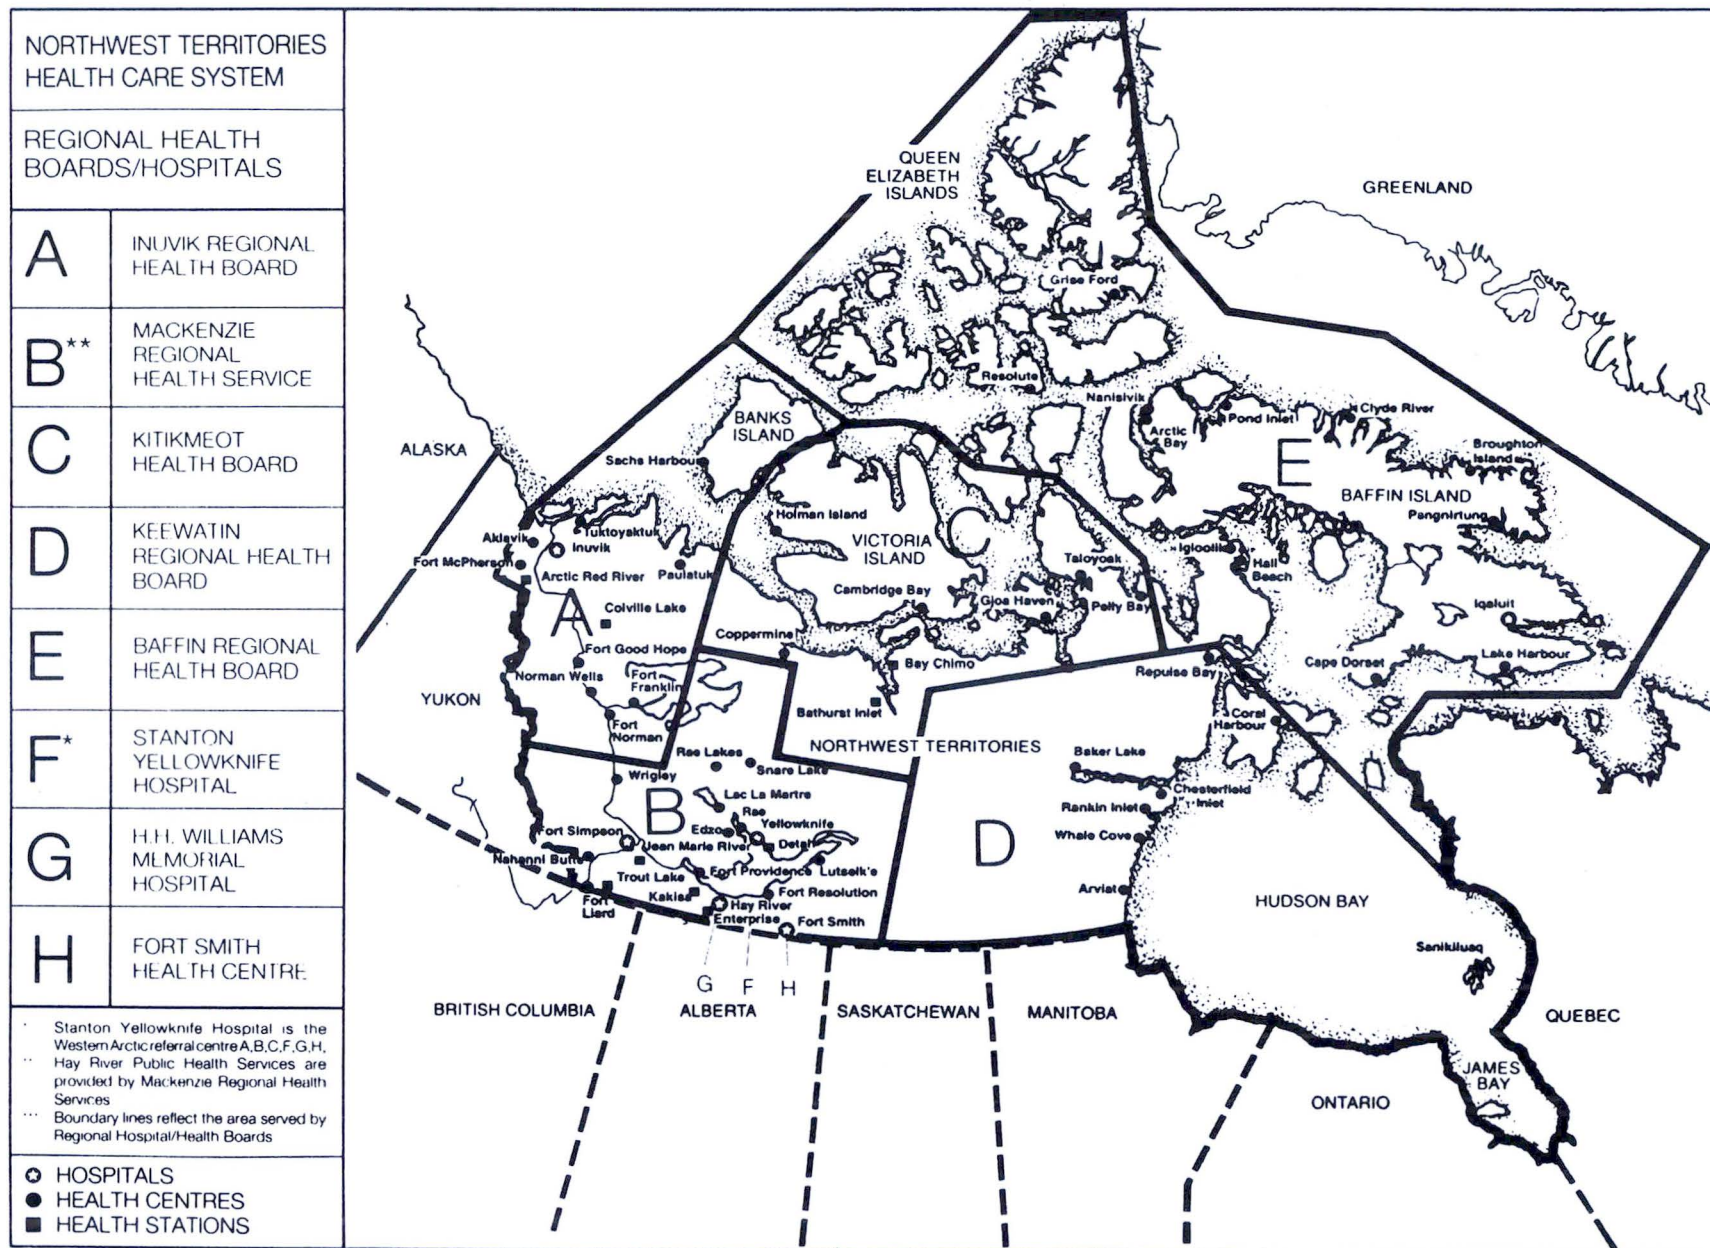 NORTHWEST TERRITORIES
HEALTH CARE SYSTEM
REGIONAL HEALTH
BOARDS/HOSPITALS
A
INUVIK REGIONAL
HEALTH BOARD
B**
MACKENZIE
REGIONAL
HEALTH SERVICE
C
KITIKMEOT
HEALTH BOARD
D
KEEWATIN
REGIONAL HEALTH
BOARD
E
BAFFIN REGIONAL
HEALTH BOARD
F*
STANTON
YELLOWKNIFE
HOSPITAL
G
H.H. WILLIAMS
MEMORIAL
HOSPITAL
H
FORT SMITH
HEALTH CENTRE
* Stanton Yellowknife Hospital is the
Western Arctic referral centre A,B,C,F,G,H,
** Hay River Public Health Services are
provided by Mackenzie Regional Health
Services
*** Boundary lines reflect the area served by
Regional Hospital/Health Boards
HOSPITALS
HEALTH CENTRES
HEALTH STATIONS
QUEEN
ELIZABETH
ISLANDS
GREENLAND
Grise Ford
Resolute
Nanisivik
Arctic
Bay
Pond Inlet
Clyde River
Broughton
Island
E
BAFFIN ISLAND
Pangnirtung
BANKS
ISLAND
ALASKA
Sachs Harbour
Holman Island
VICTORIA
ISLAND
C
Taloyoak
Igloolik
Hall
Beach
Aklavik
Tuktoyaktuk
Inuvik
Fort McPherson
Arctic Red River
Paulatuk
Cambridge Bay
Gjoa Haven
Pelly Bay
Iqaluit
A
Colville Lake
Coppermine
Fort Good Hope
Bay Chimo
Repulse Bay
Cape Dorset
Lake Harbour
Norman Wells
Fort
Franklin
YUKON
Bathurst Inlet
Coral
Harbour
Fort
Norman
NORTHWEST TERRITORIES
Rae Lakes
Snare Lake
Baker Lake
Wrigley
Chesterfield
Inlet
Lac La Martre
Rankin Inlet
B
Rae
Edzo
Yellowknife
Whale Cove
D
Fort Simpson
Jean Marie River
Detah
Nahanni Butte
Trout Lake
Fort Providence
Lutselk'e
Kakisa
Fort Resolution
Arviat
Fort
Liard
Hay River
Enterprise
Fort Smith
HUDSON BAY
Sanikiluaq
G
F
H
BRITISH COLUMBIA
ALBERTA
SASKATCHEWAN
MANITOBA
QUEBEC
JAMES
BAY
ONTARIO